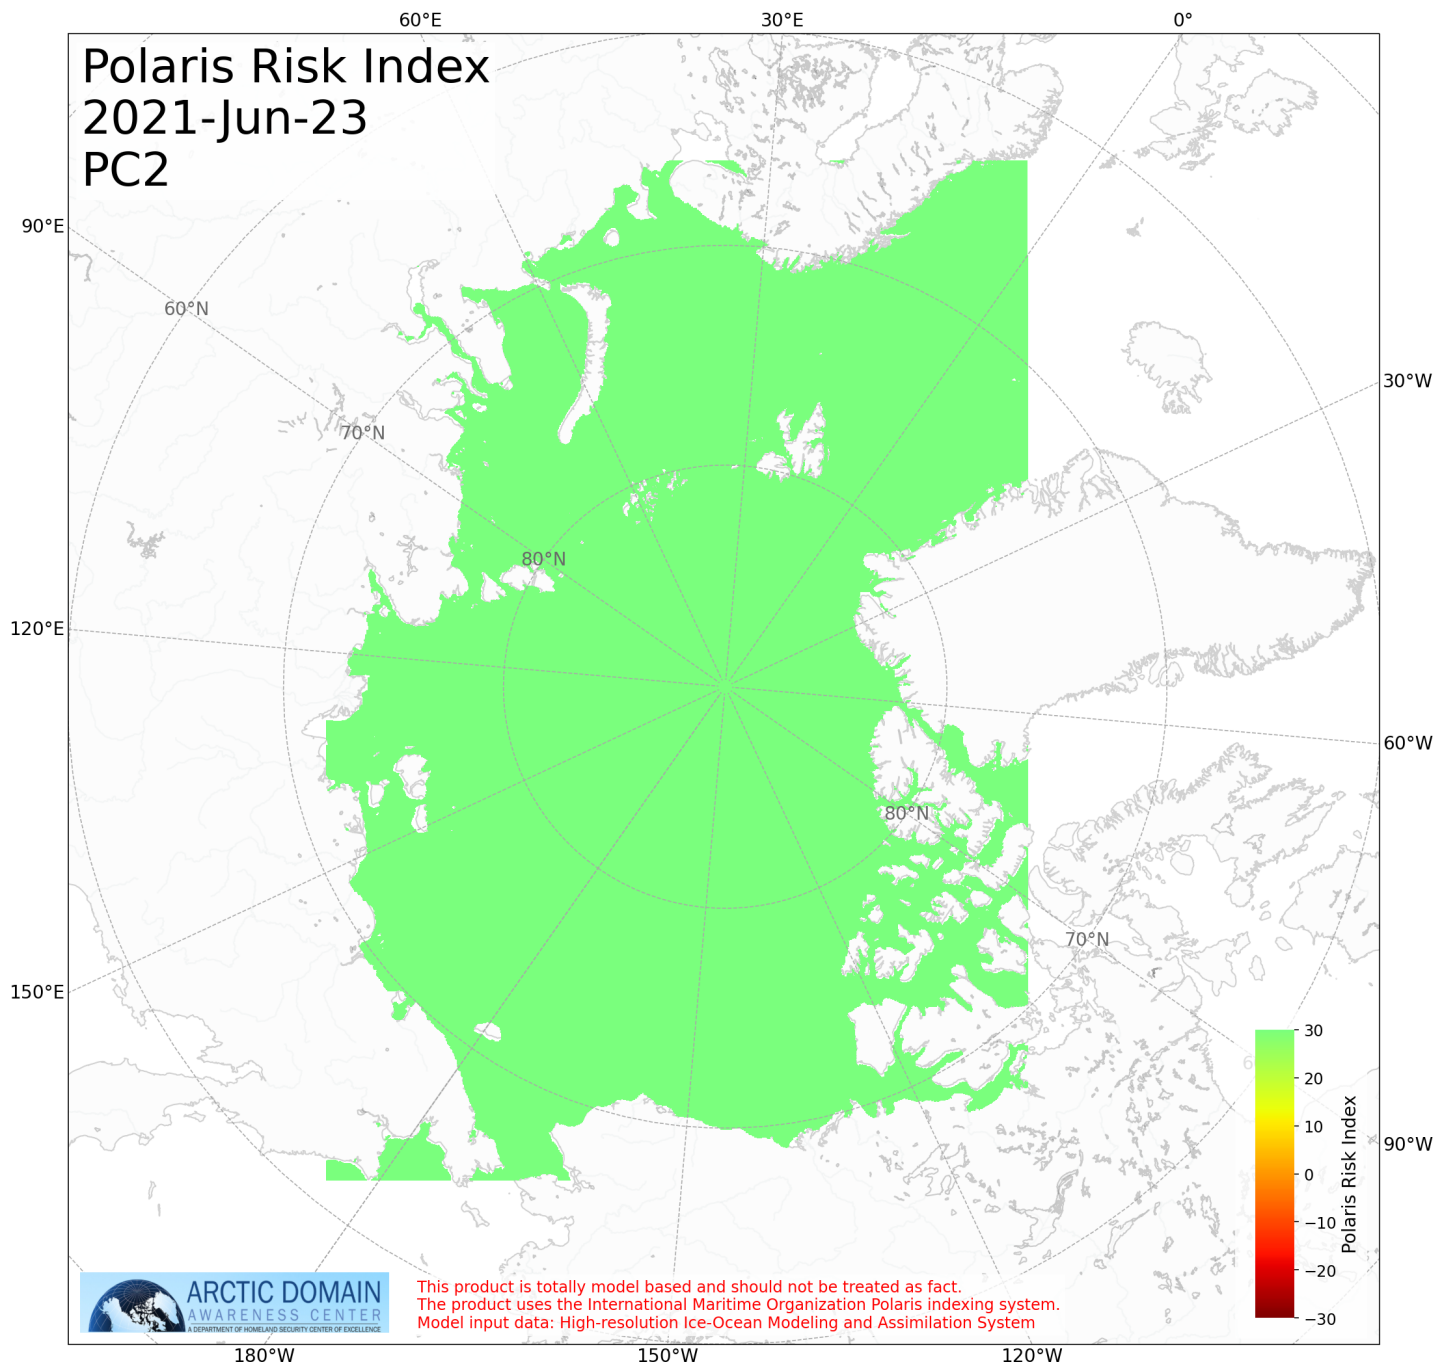 60°E 30°E 0°
Polaris Risk Index
2021-Jun-23
PC2
90°E
60°N
30°W
70°N
80°N
120°E
60°W
80°N
70°N
150°E
30
20
10
0
−10
−20
−30
Polaris Risk Index
90°W
ARCTIC DOMAIN
AWARENESS CENTER
A DEPARTMENT OF HOMELAND SECURITY CENTER OF EXCELLENCE
This product is totally model based and should not be treated as fact.
The product uses the International Maritime Organization Polaris indexing system.
Model input data: High-resolution Ice-Ocean Modeling and Assimilation System
180°W 150°W 120°W